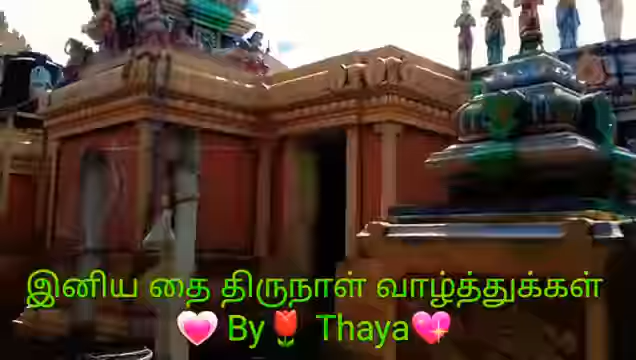 இனிய தை திருநாள் வாழ்த்துக்கள்
💗 By🌷 Thaya💖